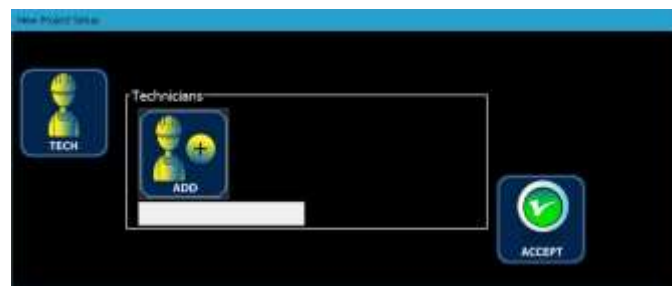 New Project Setup
TECH
Technicians
ADD
ACCEPT